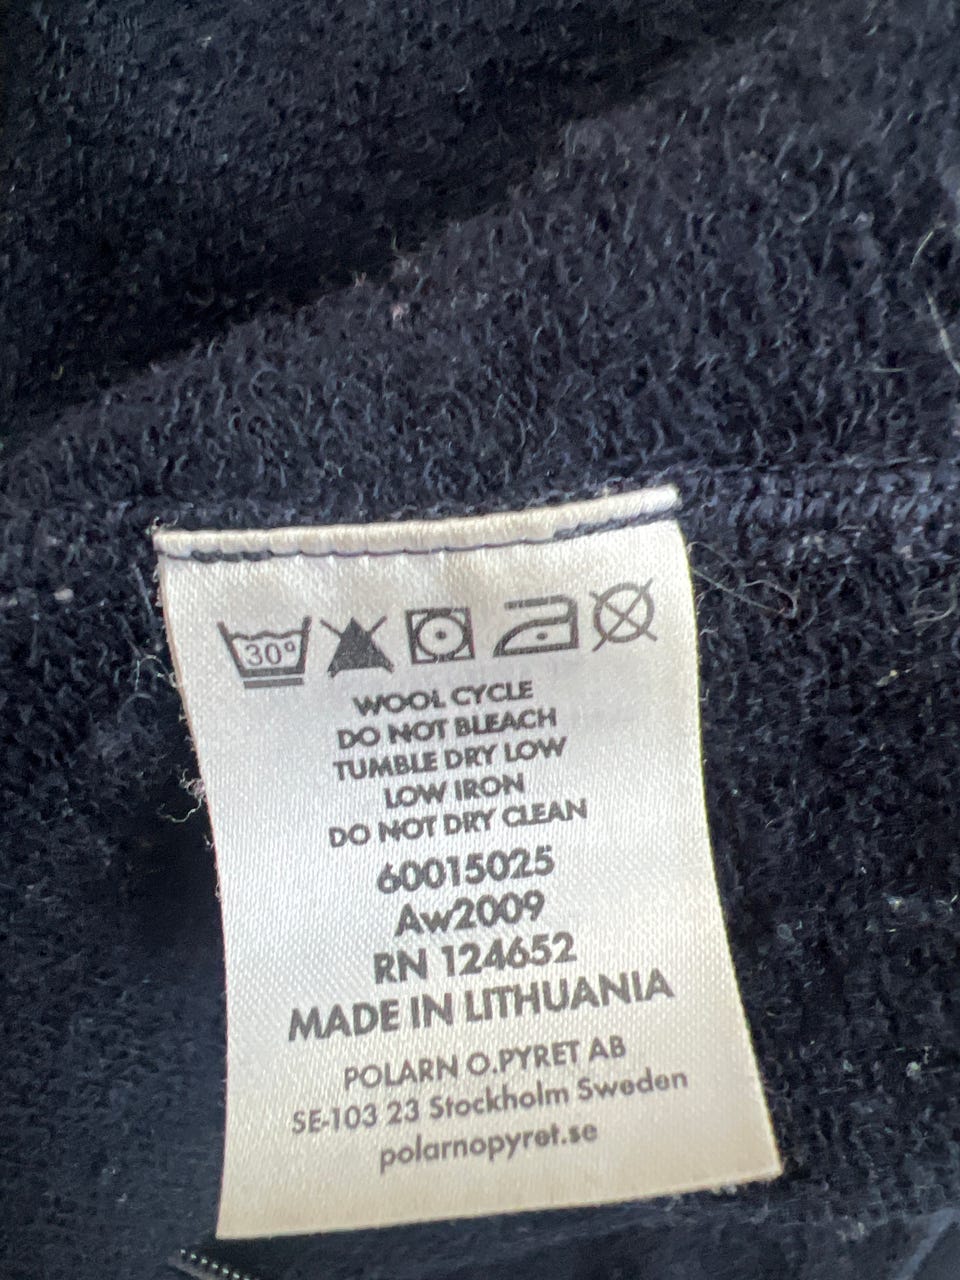 30°
WOOL CYCLE
DO NOT BLEACH
TUMBLE DRY LOW
LOW IRON
DO NOT DRY CLEAN
60015025
Aw2009
RN 124652
MADE IN LITHUANIA
POLARN O.PYRET AB
SE-103 23 Stockholm Sweden
polarnopyret.se